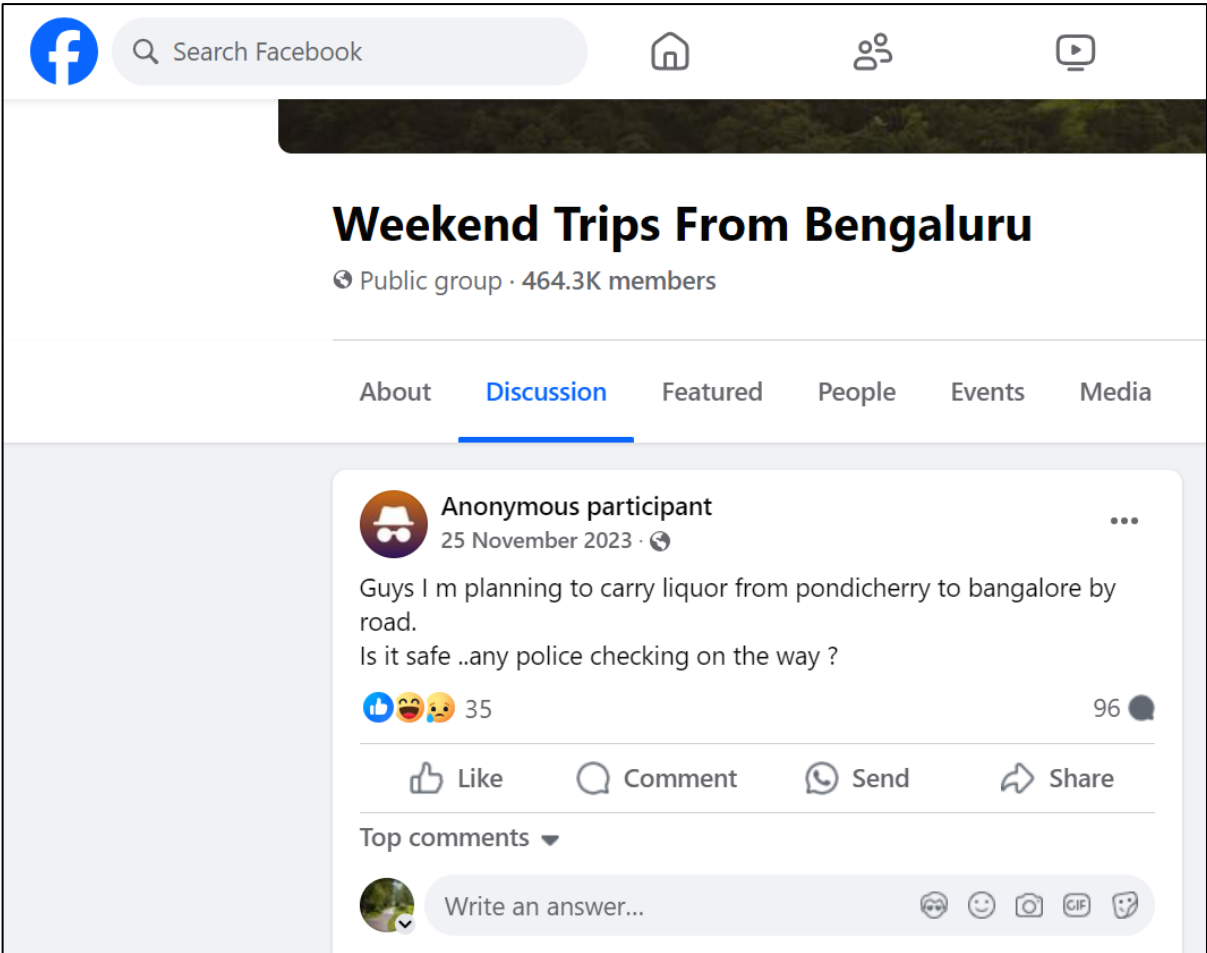 Search Facebook
Weekend Trips From Bengaluru
Public group · 464.3K members
About Discussion Featured People Events Media
Anonymous participant
25 November 2023 ·
Guys I m planning to carry liquor from pondicherry to bangalore by
road.
Is it safe ..any police checking on the way ?
35 96
Like Comment Send Share
Top comments
Write an answer...
GIF